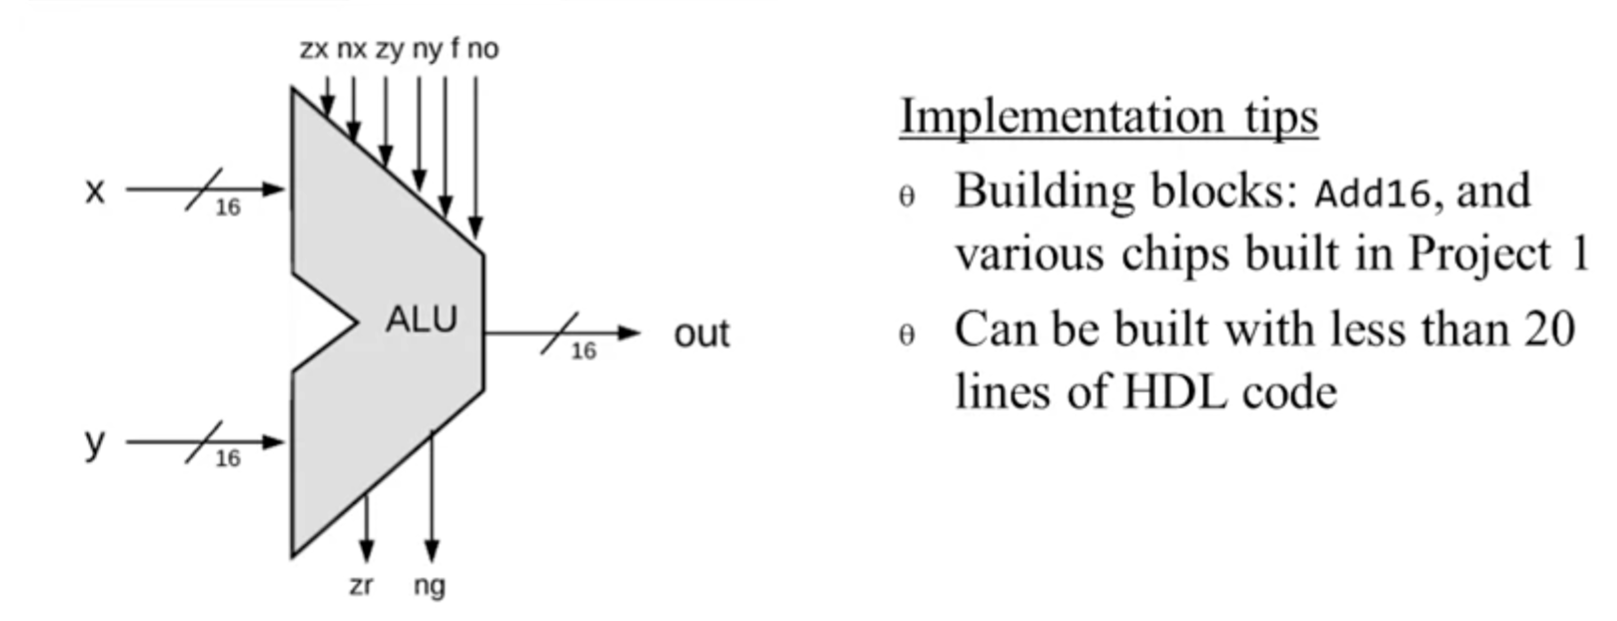 zx nx zy ny f no
x
16
ALU
16
out
y
16
zr ng
Implementation tips
θ Building blocks: Add16, and
various chips built in Project 1
θ Can be built with less than 20
lines of HDL code